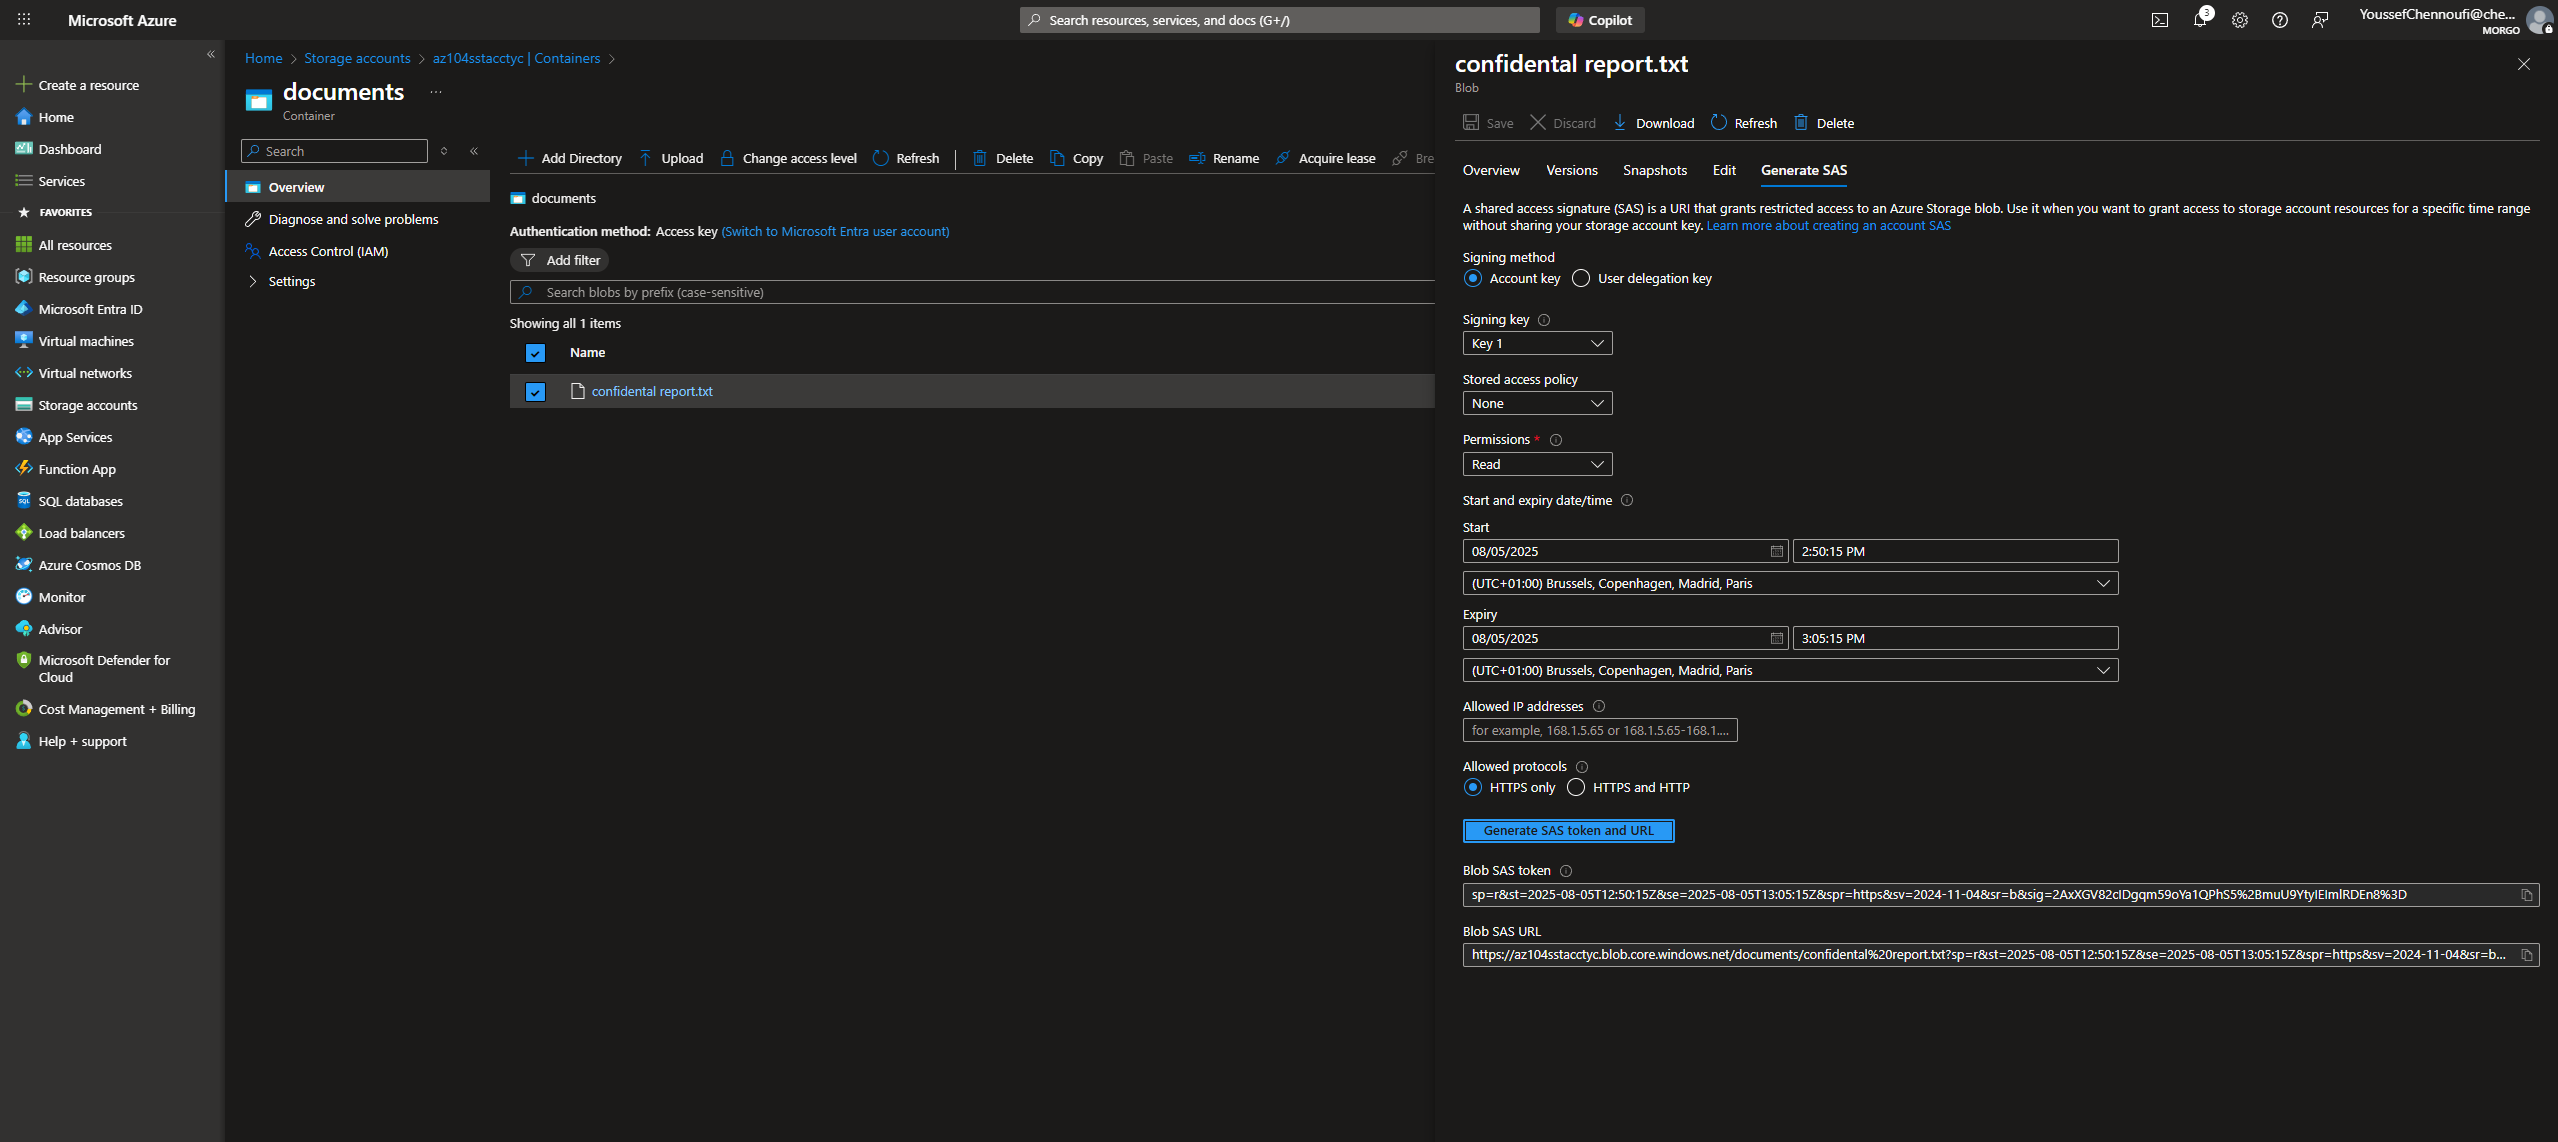 Microsoft Azure
Search resources, services, and docs (G+/)
Copilot
3
YoussefChennoufi@che...
MORGO
Create a resource
Home
Dashboard
Services
FAVORITES
All resources
Resource groups
Microsoft Entra ID
Virtual machines
Virtual networks
Storage accounts
App Services
Function App
SQL databases
Load balancers
Azure Cosmos DB
Monitor
Advisor
Microsoft Defender for
Cloud
Cost Management + Billing
Help + support
Home > Storage accounts > az104sstacctyc | Containers >
documents ...
Container
Search
Overview
Diagnose and solve problems
Access Control (IAM)
Settings
Add Directory Upload Change access level Refresh Delete Copy Paste Rename Acquire lease Bre
documents
Authentication method: Access key (Switch to Microsoft Entra user account)
Add filter
Search blobs by prefix (case-sensitive)
Showing all 1 items
Name
confidental report.txt
confidental report.txt
Blob
Save Discard Download Refresh Delete
Overview Versions Snapshots Edit Generate SAS
A shared access signature (SAS) is a URI that grants restricted access to an Azure Storage blob. Use it when you want to grant access to storage account resources for a specific time range
without sharing your storage account key. Learn more about creating an account SAS
Signing method
Account key User delegation key
Signing key
Key 1
Stored access policy
None
Permissions *
Read
Start and expiry date/time
Start
08/05/2025 2:50:15 PM
(UTC+01:00) Brussels, Copenhagen, Madrid, Paris
Expiry
08/05/2025 3:05:15 PM
(UTC+01:00) Brussels, Copenhagen, Madrid, Paris
Allowed IP addresses
for example, 168.1.5.65 or 168.1.5.65-168.1....
Allowed protocols
HTTPS only HTTPS and HTTP
Generate SAS token and URL
Blob SAS token
sp=r&st=2025-08-05T12:50:15Z&se=2025-08-05T13:05:15Z&spr=https&sv=2024-11-04&sr=b&sig=2AxXGV82cIDgqm59oYa1QPhS5%2BmuU9YtyIEImlRDEn8%3D
Blob SAS URL
https://az104sstacctyc.blob.core.windows.net/documents/confidental%20report.txt?sp=r&st=2025-08-05T12:50:15Z&se=2025-08-05T13:05:15Z&spr=https&sv=2024-11-04&sr=b...